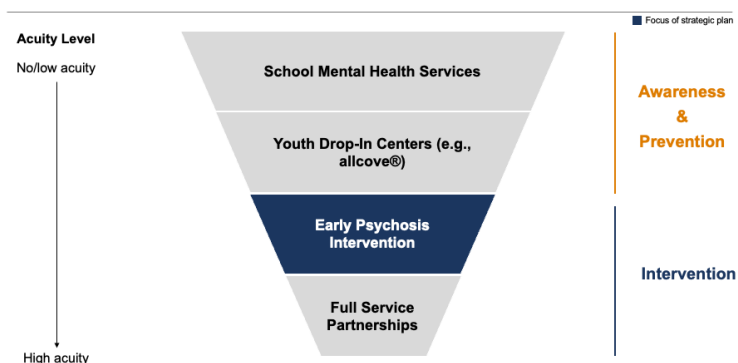 Focus of strategic plan
Acuity Level
No/low acuity
School Mental Health Services
Awareness
&
Prevention
Youth Drop-In Centers (e.g.,
allcove®)
Early Psychosis
Intervention
Intervention
Full Service
Partnerships
High acuity